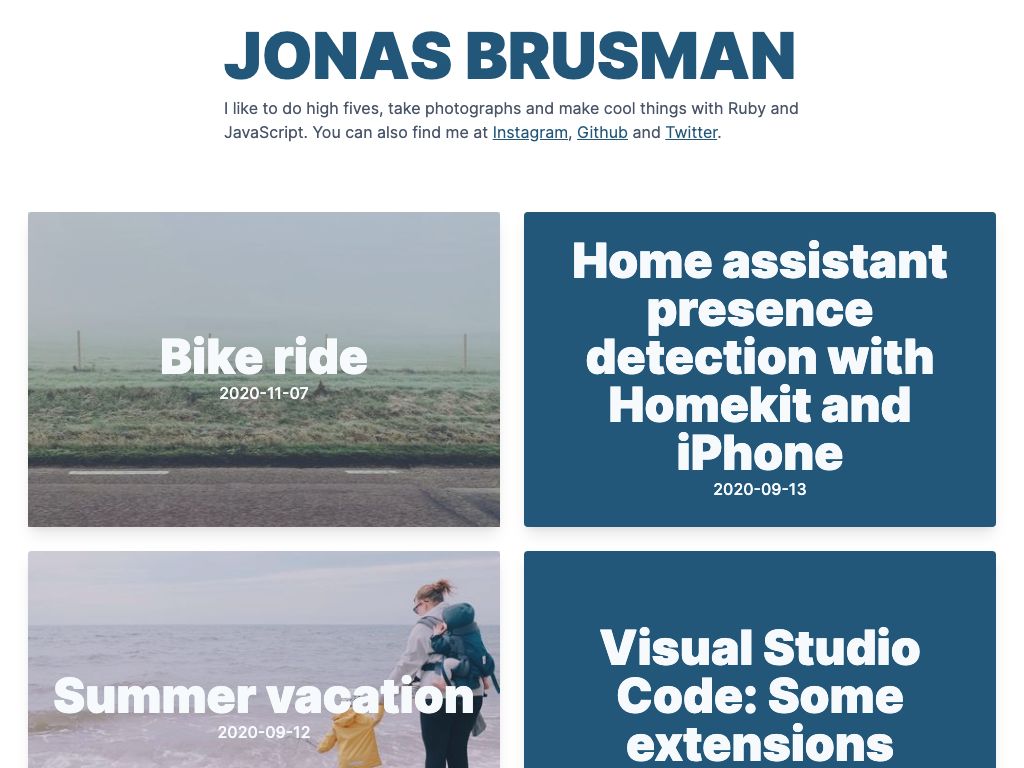 JONAS BRUSMAN
I like to do high fives, take photographs and make cool things with Ruby and
JavaScript. You can also find me at Instagram, Github and Twitter.
Bike ride
2020-11-07
Home assistant
presence
detection with
Homekit and
iPhone
2020-09-13
Summer vacation
2020-09-12
Visual Studio
Code: Some
extensions